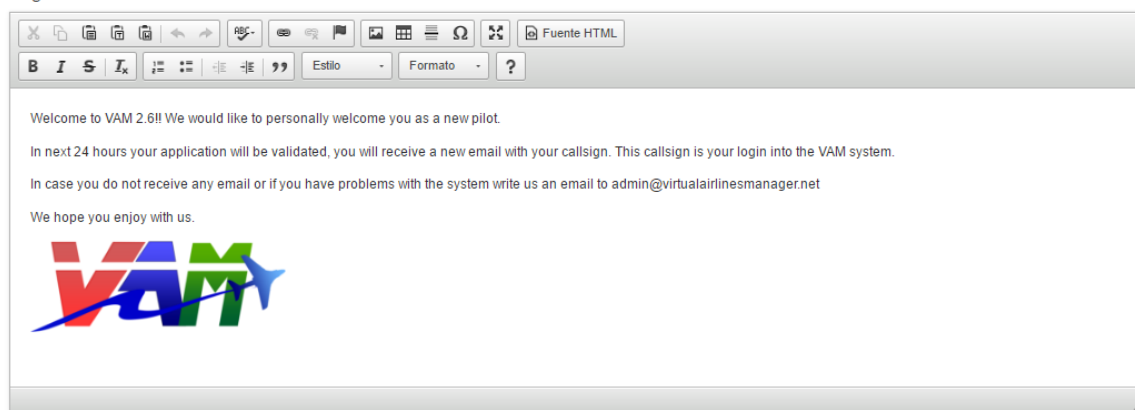 ABC
Fuente HTML
B I S Ix
Estilo
Formato
?
Welcome to VAM 2.6!! We would like to personally welcome you as a new pilot.
In next 24 hours your application will be validated, you will receive a new email with your callsign. This callsign is your login into the VAM system.
In case you do not receive any email or if you have problems with the system write us an email to admin@virtualairlinesmanager.net
We hope you enjoy with us.
VAM